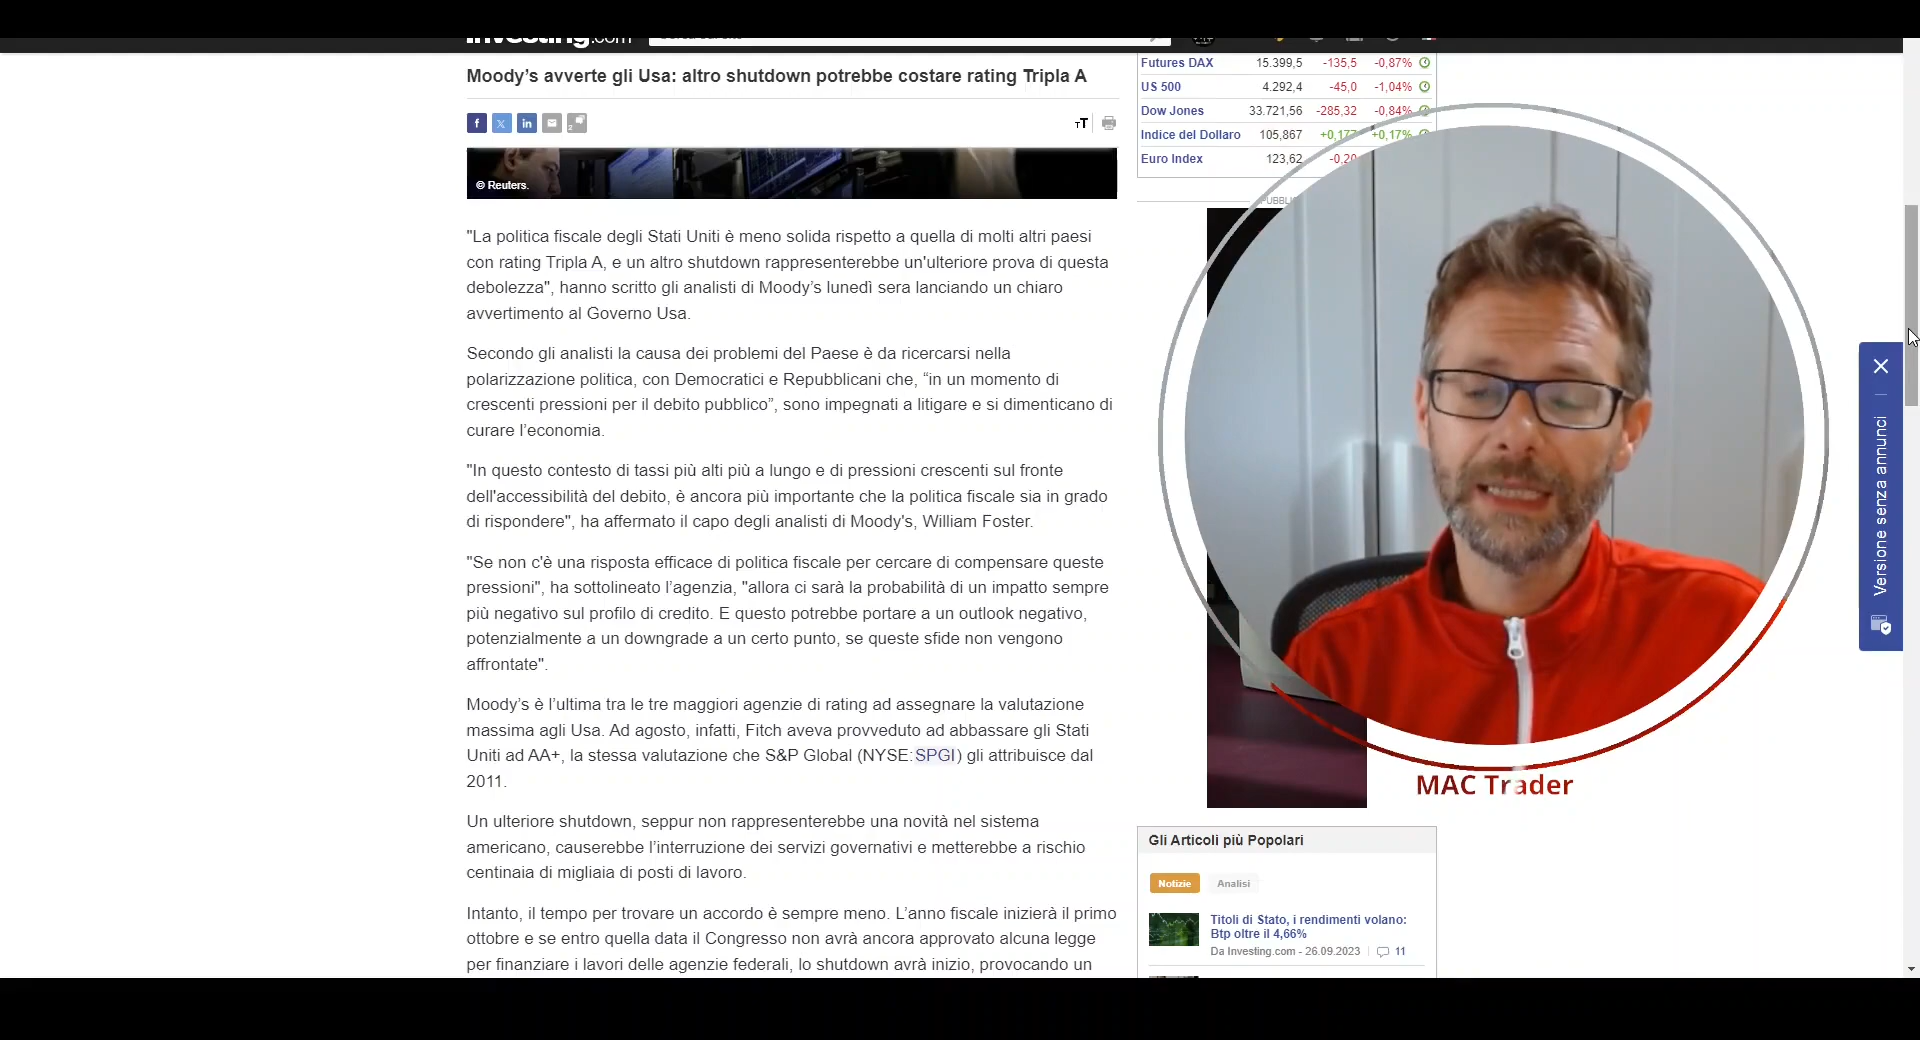 investing.com
Moody’s avverte gli Usa: altro shutdown potrebbe costare rating Tripla A
© Reuters.
"La politica fiscale degli Stati Uniti è meno solida rispetto a quella di molti altri paesi
con rating Tripla A, e un altro shutdown rappresenterebbe un'ulteriore prova di questa
debolezza", hanno scritto gli analisti di Moody’s lunedì sera lanciando un chiaro
avvertimento al Governo Usa.
Secondo gli analisti la causa dei problemi del Paese è da ricercarsi nella
polarizzazione politica, con Democratici e Repubblicani che, “in un momento di
crescenti pressioni per il debito pubblico”, sono impegnati a litigare e si dimenticano di
curare l’economia.
"In questo contesto di tassi più alti più a lungo e di pressioni crescenti sul fronte
dell'accessibilità del debito, è ancora più importante che la politica fiscale sia in grado
di rispondere", ha affermato il capo degli analisti di Moody's, William Foster.
"Se non c'è una risposta efficace di politica fiscale per cercare di compensare queste
pressioni", ha sottolineato l’agenzia, "allora ci sarà la probabilità di un impatto sempre
più negativo sul profilo di credito. E questo potrebbe portare a un outlook negativo,
potenzialmente a un downgrade a un certo punto, se queste sfide non vengono
affrontate".
Moody’s è l’ultima tra le tre maggiori agenzie di rating ad assegnare la valutazione
massima agli Usa. Ad agosto, infatti, Fitch aveva provveduto ad abbassare gli Stati
Uniti ad AA+, la stessa valutazione che S&P Global (NYSE:SPGI) gli attribuisce dal
2011.
Un ulteriore shutdown, seppur non rappresenterebbe una novità nel sistema
americano, causerebbe l’interruzione dei servizi governativi e metterebbe a rischio
centinaia di migliaia di posti di lavoro.
Intanto, il tempo per trovare un accordo è sempre meno. L’anno fiscale inizierà il primo
ottobre e se entro quella data il Congresso non avrà ancora approvato alcuna legge
per finanziare i lavori delle agenzie federali, lo shutdown avrà inizio, provocando un
Futures DAX 15.399,5 -135,5 -0,87%
US 500 4.292,4 -45,0 -1,04%
Dow Jones 33.721,56 -285,32 -0,84%
Indice del Dollaro 105,867 +0,177 +0,17%
Euro Index 123,62 -0,20
MAC Trader
Gli Articoli più Popolari
Notizie Analisi
Titoli di Stato, i rendimenti volano:
Btp oltre il 4,66%
Da Investing.com - 26.09.2023 11
Versione senza annunci